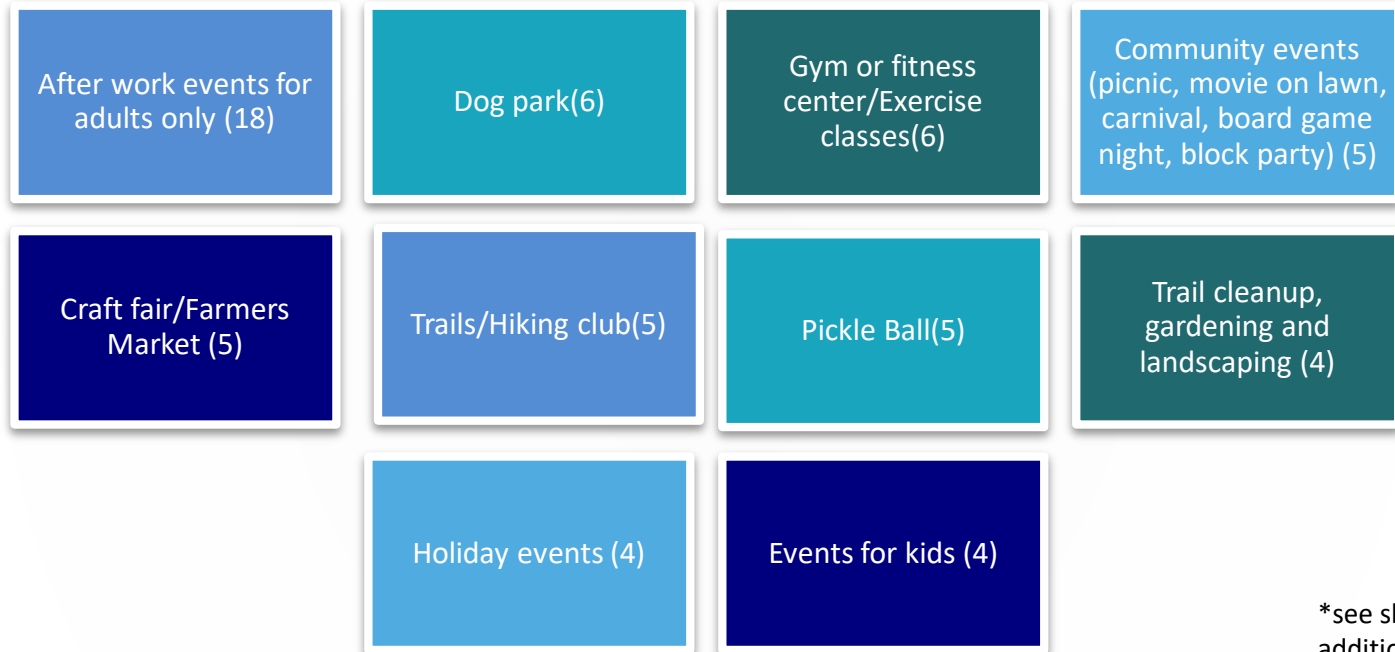 After work events for
adults only (18)
Dog park(6)
Gym or fitness
center/Exercise
classes(6)
Community events
(picnic, movie on lawn,
carnival, board game
night, block party) (5)
Craft fair/Farmers
Market (5)
Trails/Hiking club(5)
Pickle Ball(5)
Trail cleanup,
gardening and
landscaping (4)
Holiday events (4)
Events for kids (4)
*see